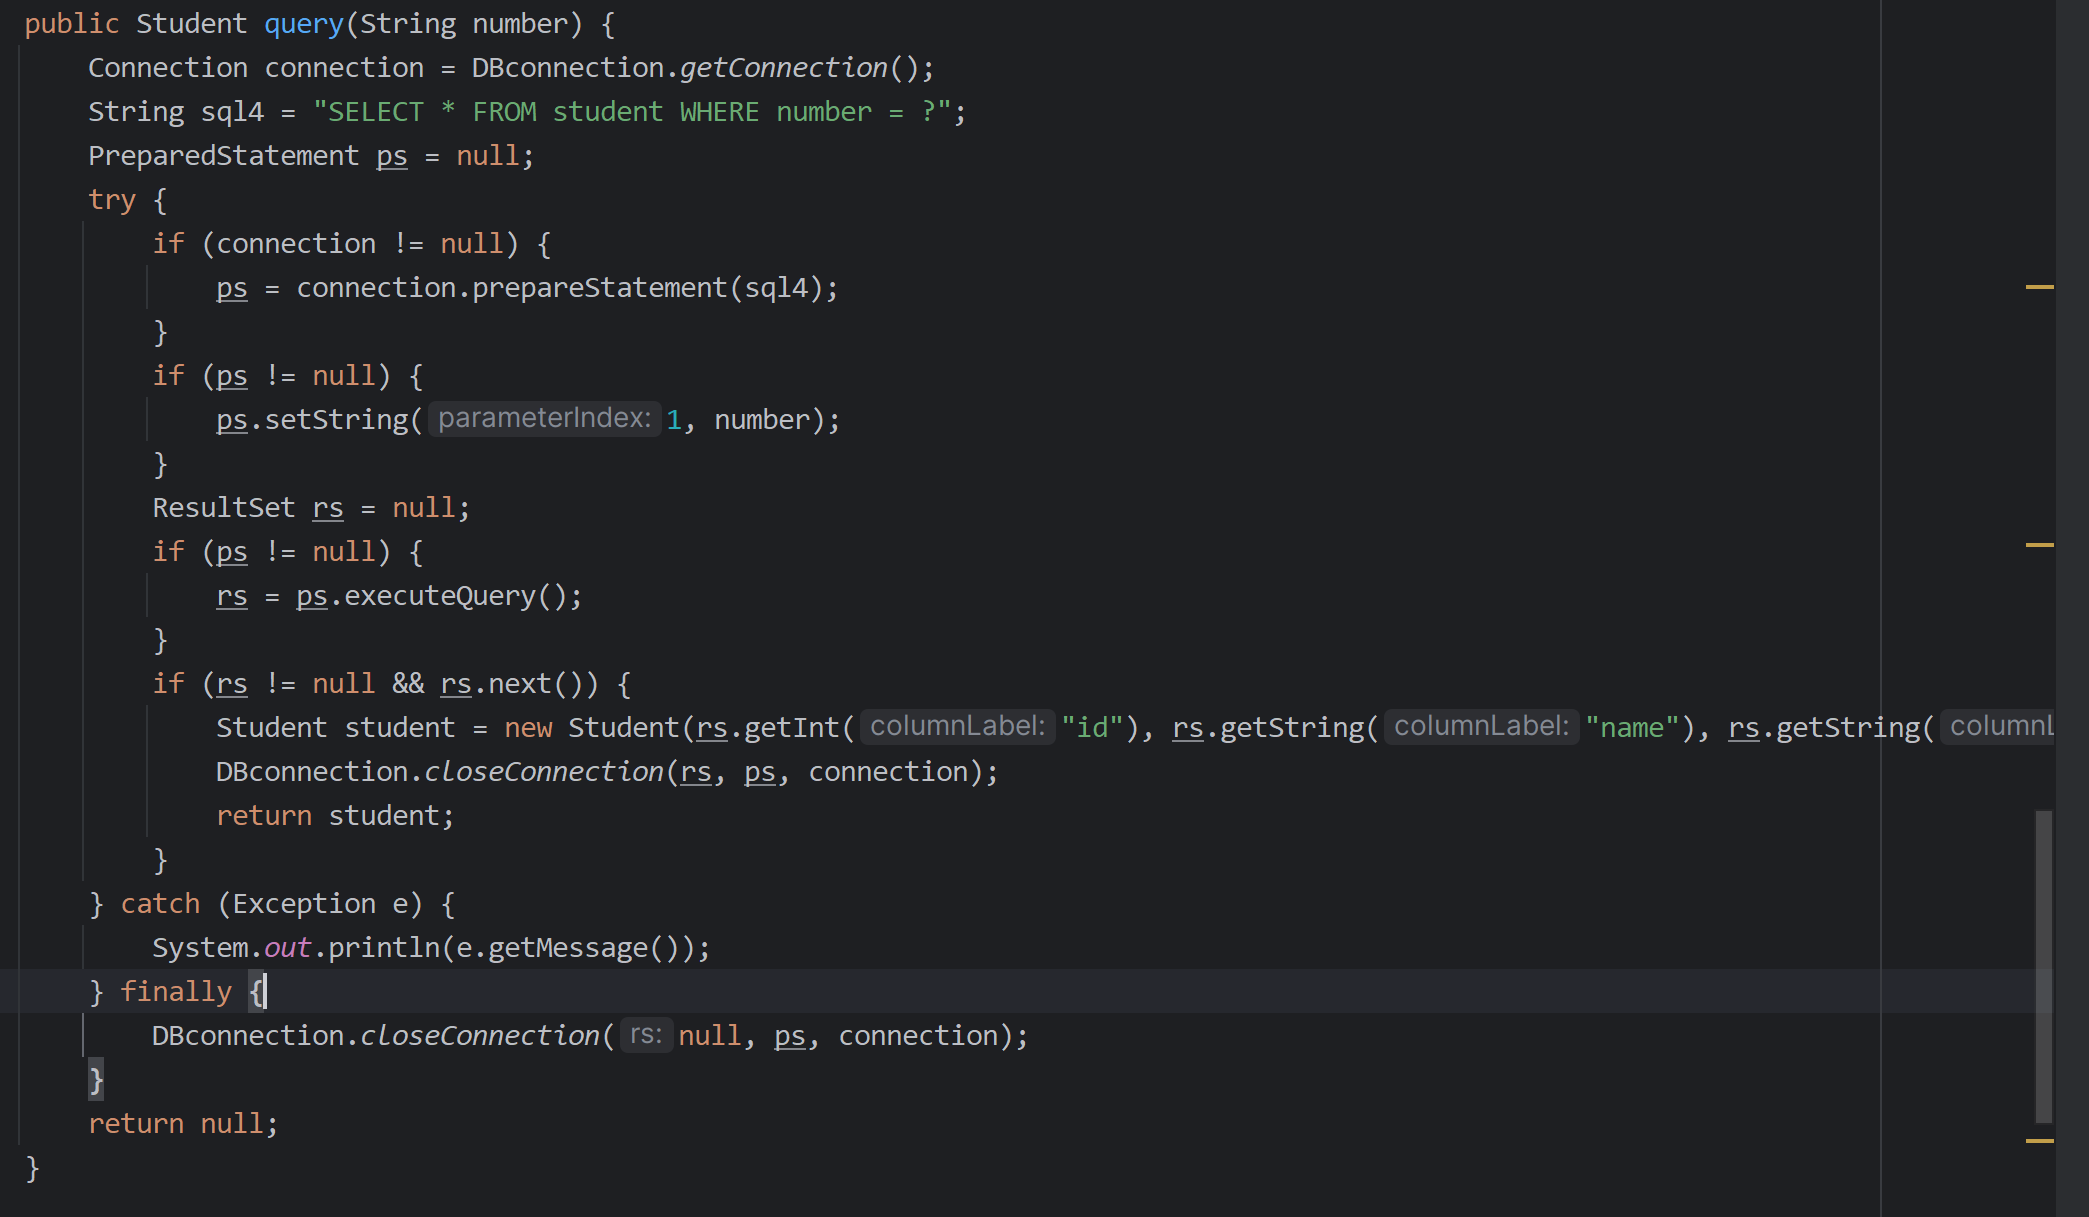 public Student query(String number) {
    Connection connection = DBconnection.getConnection();
    String sql4 = "SELECT * FROM student WHERE number = ?";
    PreparedStatement ps = null;
    try {
        if (connection != null) {
            ps = connection.prepareStatement(sql4);
        }
        if (ps != null) {
            ps.setString( parameterIndex: 1, number);
        }
        ResultSet rs = null;
        if (ps != null) {
            rs = ps.executeQuery();
        }
        if (rs != null && rs.next()) {
            Student student = new Student(rs.getInt( columnLabel: "id"), rs.getString( columnLabel: "name"), rs.getString(
            DBconnection.closeConnection(rs, ps, connection);
            return student;
        }
    } catch (Exception e) {
        System.out.println(e.getMessage());
    } finally {
        DBconnection.closeConnection( rs: null, ps, connection);
    }
    return null;
}